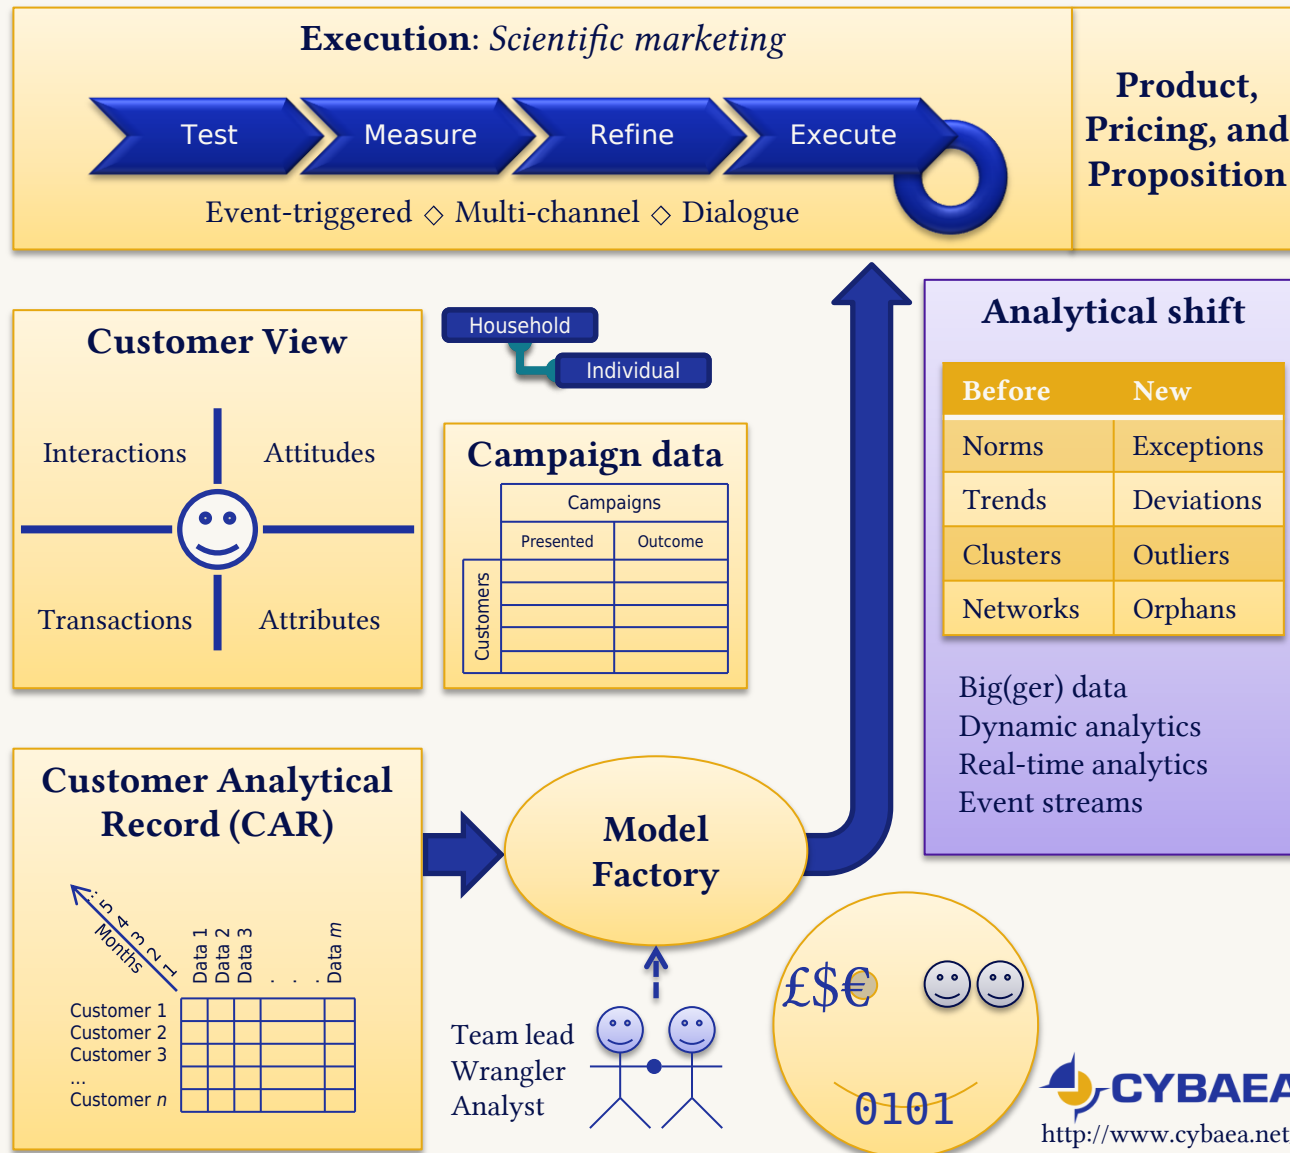 Execution: Scientific marketing
Test
Measure
Refine
Execute
Event-triggered ◇ Multi-channel ◇ Dialogue
Product,
Pricing, and
Proposition
Customer View
Interactions
Attitudes
Transactions
Attributes
Household
Individual
Campaign data
Campaigns
Presented
Outcome
Customers
Analytical shift
Before New
Norms Exceptions
Trends Deviations
Clusters Outliers
Networks Orphans
Big(ger) data
Dynamic analytics
Real-time analytics
Event streams
Customer Analytical
Record (CAR)
Months
1 2 3 4 5 ...
Data 1
Data 2
Data 3
. . .
Data m
Customer 1
Customer 2
Customer 3
...
Customer n
Model
Factory
Team lead
Wrangler
Analyst
£$€
0101
CYBAEA
http://www.cybaea.net